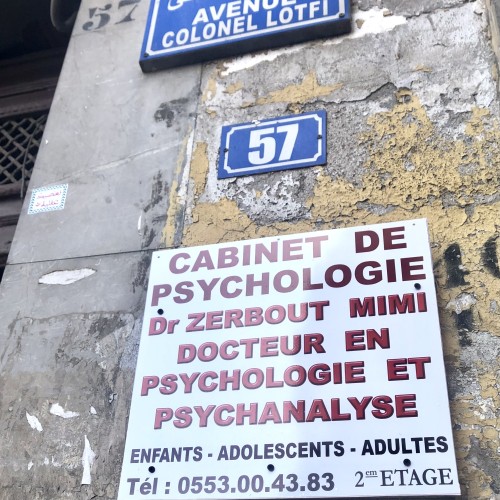 57
AVENUE
COLONEL LOTFI
57
CABINET DE
PSYCHOLOGIE
Dr ZERBOUT MIMI
DOCTEUR EN
PSYCHOLOGIE ET
PSYCHANALYSE
ENFANTS - ADOLESCENTS - ADULTES
Tél : 0553.00.43.83 2em ETAGE